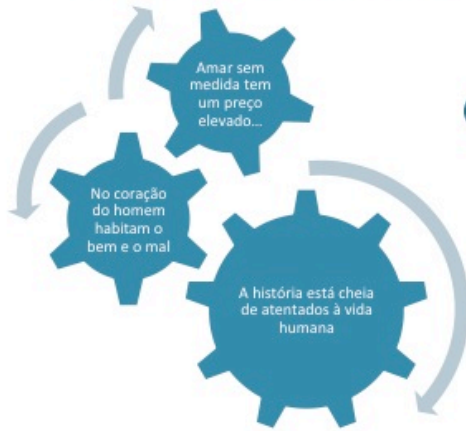 Amar sem
medida tem
um preço
elevado...
No coração
do homem
habitam o
bem e o mal
A história está cheia
de atentados à vida
humana